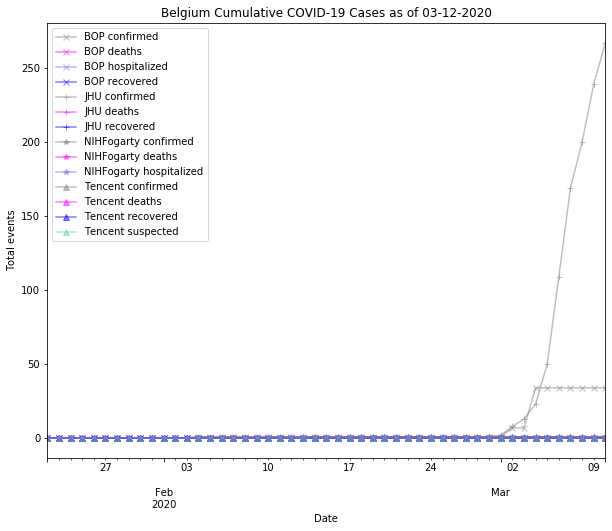 Belgium Cumulative COVID-19 Cases as of 03-12-2020
BOP confirmed
BOP deaths
BOP hospitalized
BOP recovered
JHU confirmed
JHU deaths
JHU recovered
NIHFogarty confirmed
NIHFogarty deaths
NIHFogarty hospitalized
Tencent confirmed
Tencent deaths
Tencent recovered
Tencent suspected
Total events
250
200
150
100
50
0
27 03 10 17 24 02 09
Feb Mar
2020
Date